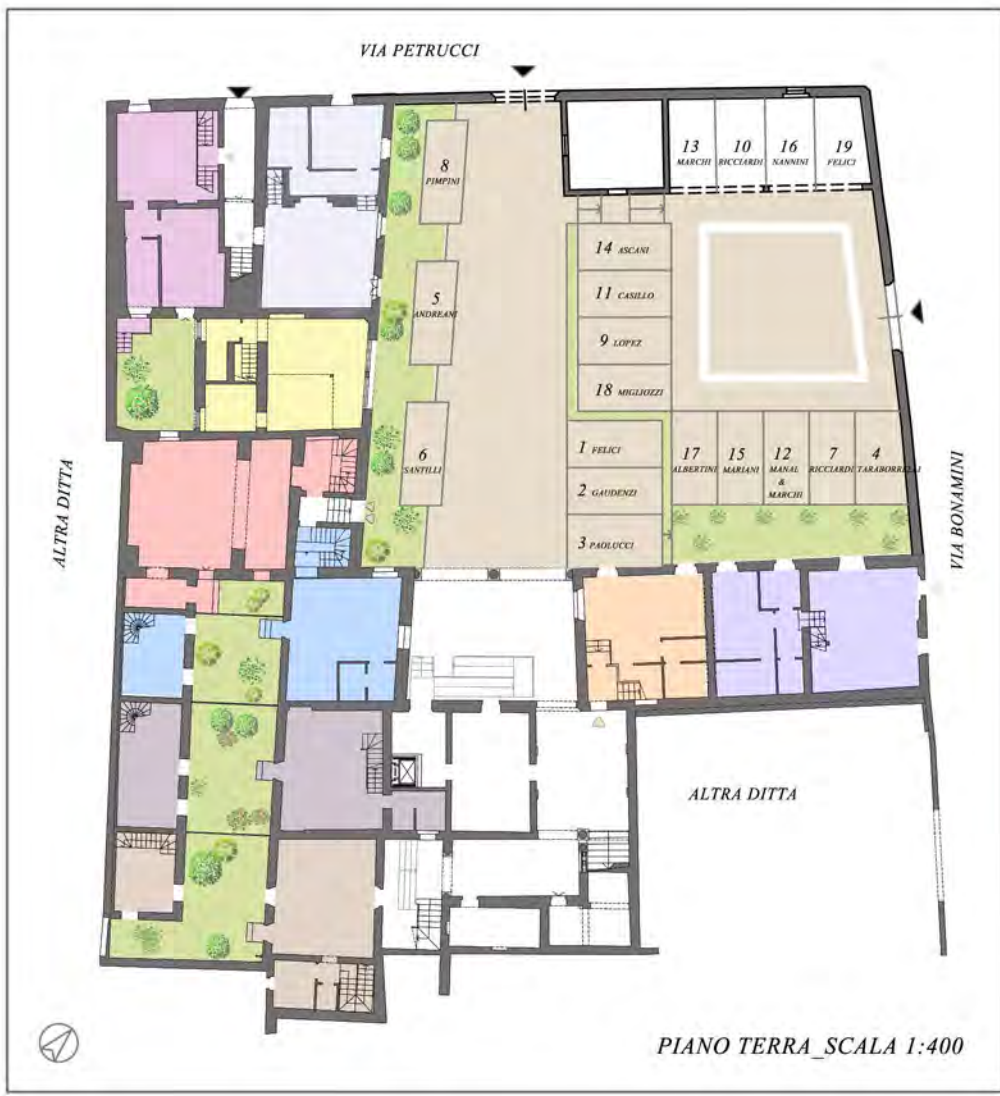 VIA PETRUCCI
8
PIMPINI
13
MARCHI
10
RICCIARDI
16
NANNINI
19
FELICI
14 ASCANI
11 CASILLO
9 LOPEZ
18 MIGLIOZZI
5
ANDREANI
6
SANTILLI
1 FELICI
2 GAUDENZI
3 PAOLUCCI
17
ALBERTINI
15
MARIANI
12
MANAL
&
MARCHI
7
RICCIARDI
4
ALTRA DITTA
VIA BONAMINI
ALTRA DITTA
PIANO TERRA_SCALA 1:400